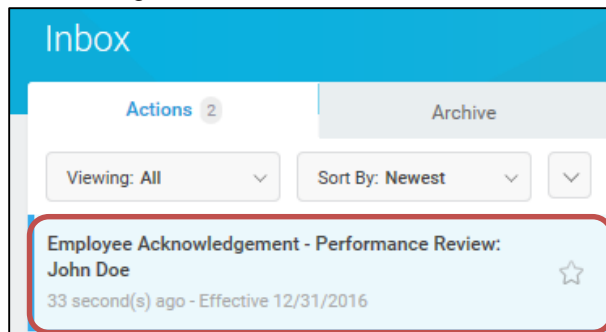 Inbox
Actions 2
Archive
Viewing: All
Sort By: Newest
Employee Acknowledgement - Performance Review:
John Doe
33 second(s) ago - Effective 12/31/2016